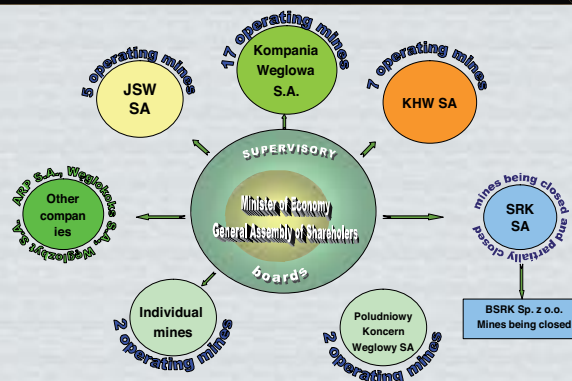 17 operating mines
Kompania
Weglowa
S.A.
5 operating mines
JSW
SA
7 operating mines
KHW SA
SUPERVISORY
Minister of Economy
General Assembly of Shareholers
boards
ARP S.A., Węglokoks S.A., Węglozbyt S.A.
Other
compan
ies
mines being closed and partially closed
SRK
SA
BSRK Sp. z o.o.
Mines being closed
Individual
mines
2 operating mines
Poludniowy
Koncern
Weglowy SA
2 operating mines